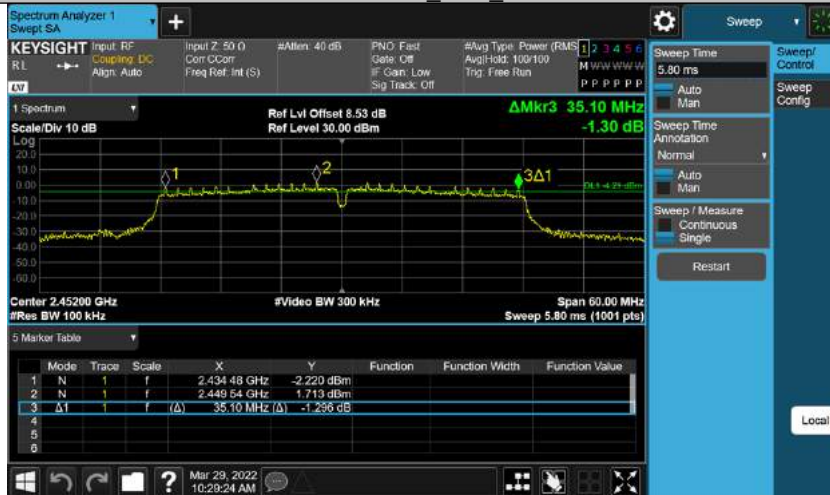 Spectrum Analyzer 1
Swept SA
+
Sweep
KEYSIGHT Input: RF Input Z: 50 Ω #Atten: 40 dB PNO: Fast #Avg Type: Power (RMS 1 2 3 4 5 6
RL Coupling: DC Corr CCorr Gate: Off Avg|Hold: 100/100 M W W W W W
Align: Auto Freq Ref: Int (S) IF Gain: Low Trig: Free Run
Sig Track: Off P P P P P P
LXI
Sweep Time
5.80 ms
Auto
Man
Sweep/
Control
Sweep
Config
1 Spectrum
Ref Lvl Offset 8.53 dB
ΔMkr3 35.10 MHz
Scale/Div 10 dB
Ref Level 30.00 dBm
-1.30 dB
Log
20.0
10.0
0.00
-10.0
-20.0
-30.0
-40.0
-50.0
-60.0
1
2
3Δ1
DL1 -4.29 dBm
Sweep Time
Annotation
Normal
Auto
Man
Sweep / Measure
Continuous
Single
Restart
Center 2.45200 GHz
#Video BW 300 kHz
Span 60.00 MHz
#Res BW 100 kHz
Sweep 5.80 ms (1001 pts)
5 Marker Table
Mode Trace Scale X Y Function Function Width Function Value
1 N 1 f 2.434 48 GHz -2.220 dBm
2 N 1 f 2.449 54 GHz 1.713 dBm
3 Δ1 1 f (Δ) 35.10 MHz (Δ) -1.296 dB
4
5
6
Local
?
Mar 29, 2022
10:29:24 AM